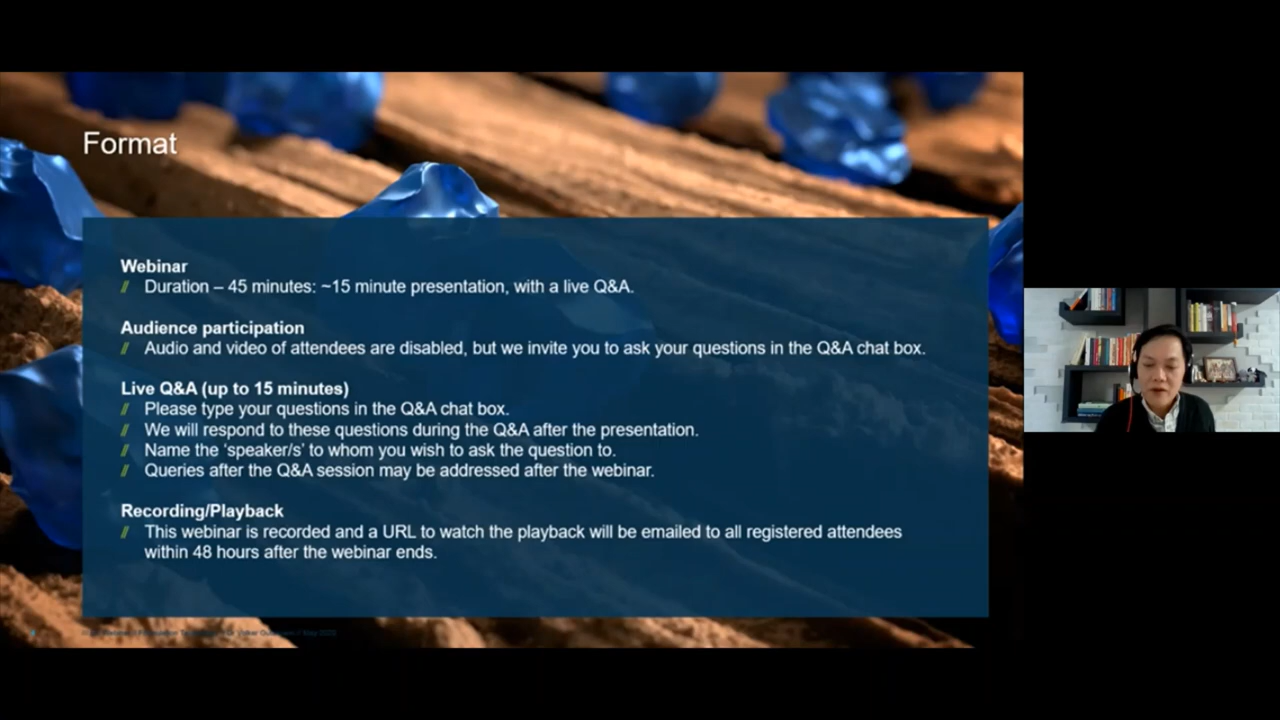 Format
Webinar
// Duration – 45 minutes: ~15 minute presentation, with a live Q&A.
Audience participation
// Audio and video of attendees are disabled, but we invite you to ask your questions in the Q&A chat box.
Live Q&A (up to 15 minutes)
// Please type your questions in the Q&A chat box.
// We will respond to these questions during the Q&A after the presentation.
// Name the ‘speaker/s’ to whom you wish to ask the question to.
// Queries after the Q&A session may be addressed after the webinar.
Recording/Playback
// This webinar is recorded and a URL to watch the playback will be emailed to all registered attendees
within 48 hours after the webinar ends.